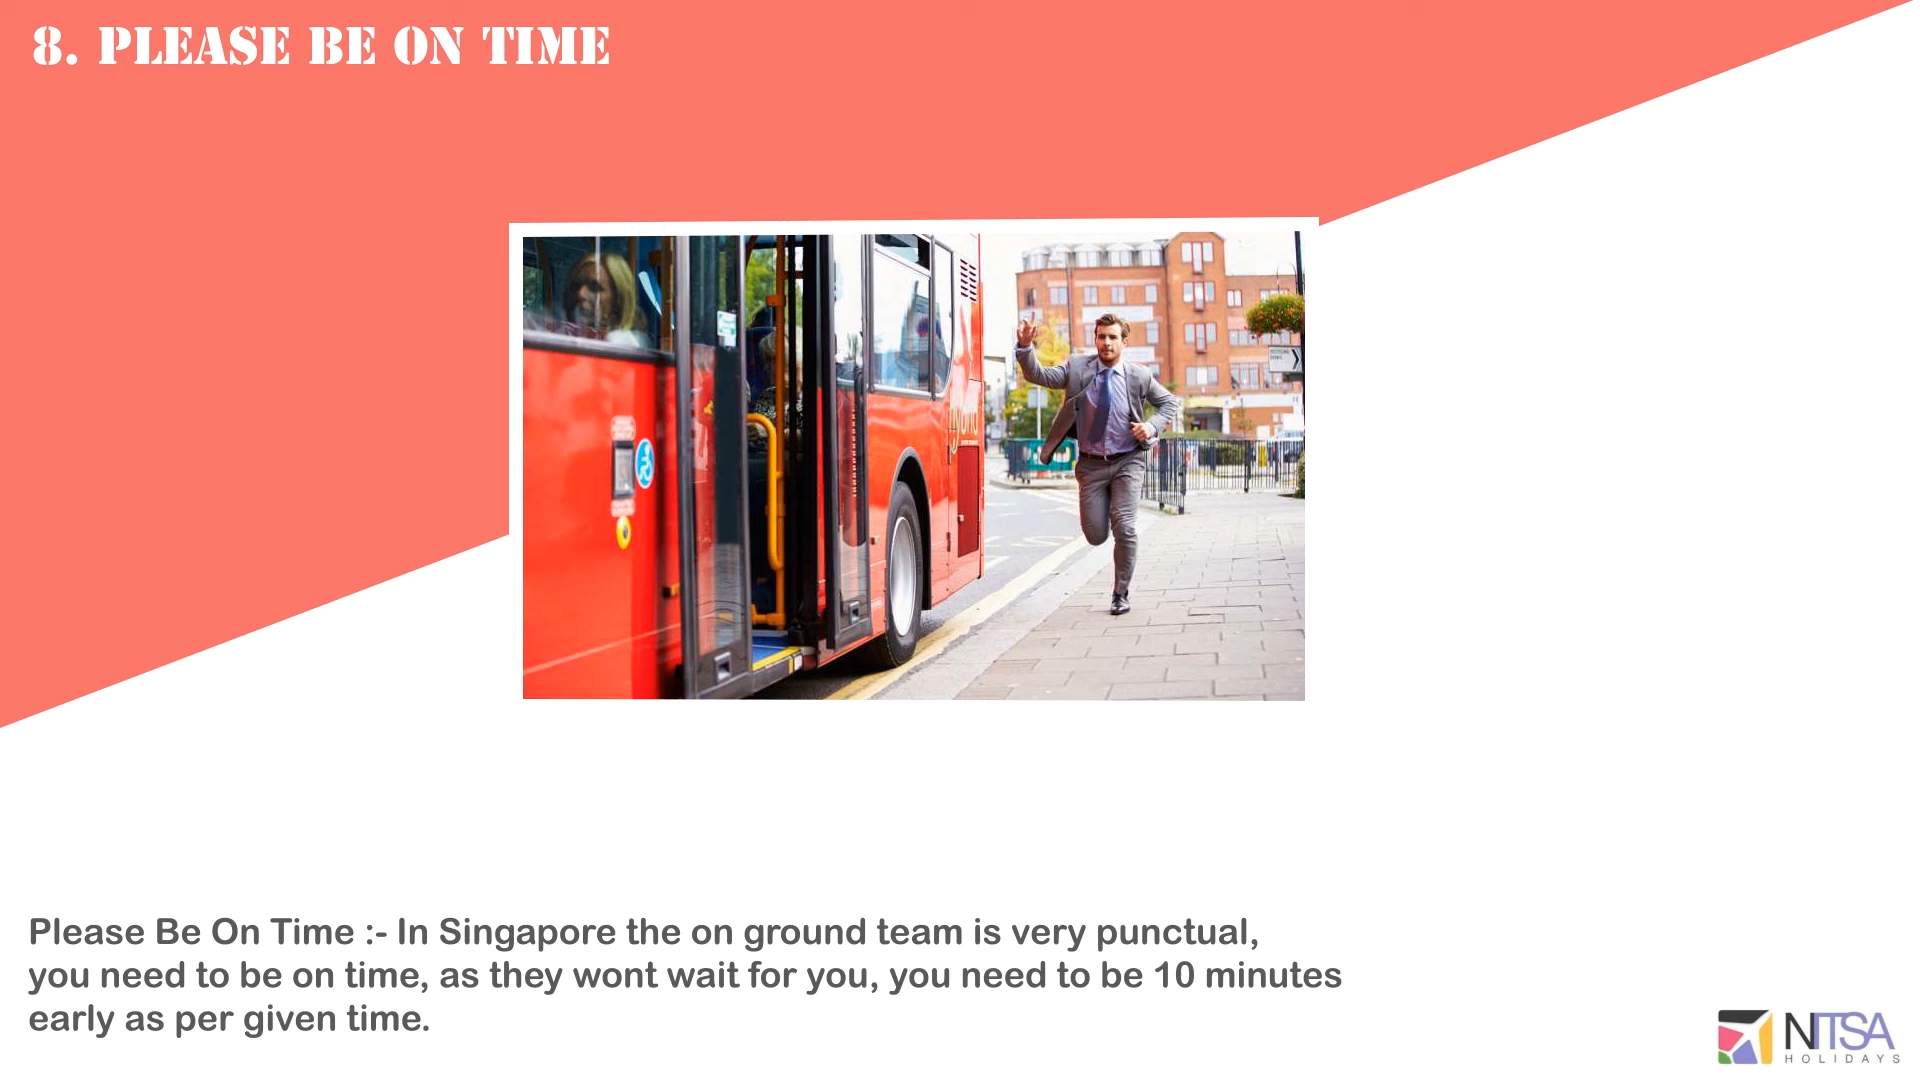 8. PLEASE BE ON TIME
Please Be On Time :- In Singapore the on ground team is very punctual,
you need to be on time, as they wont wait for you, you need to be 10 minutes
early as per given time.
NITSA
HOLIDAYS